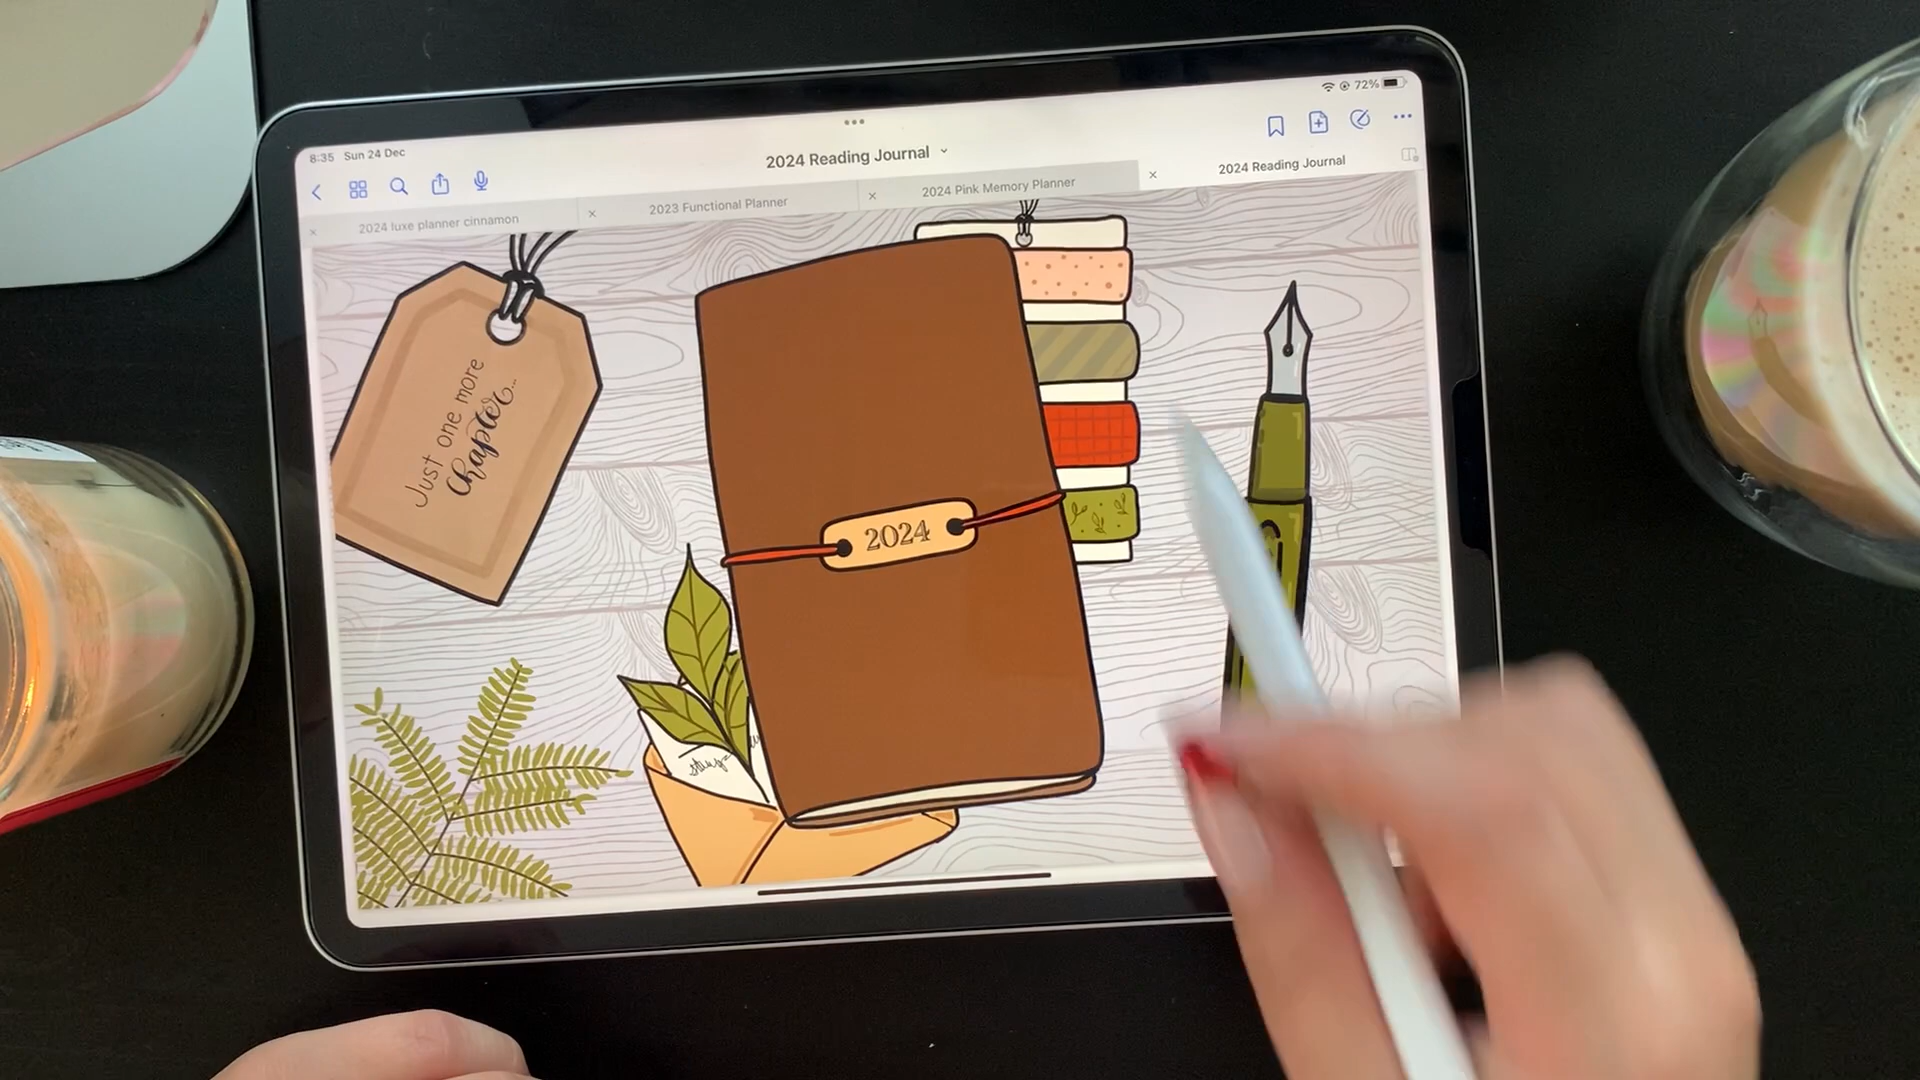 8:35 Sun 24 Dec
72%
2024 Reading Journal
2024 luxe planner cinnamon
2023 Functional Planner
2024 Pink Memory Planner
2024 Reading Journal
Just one more
chapter...
2024